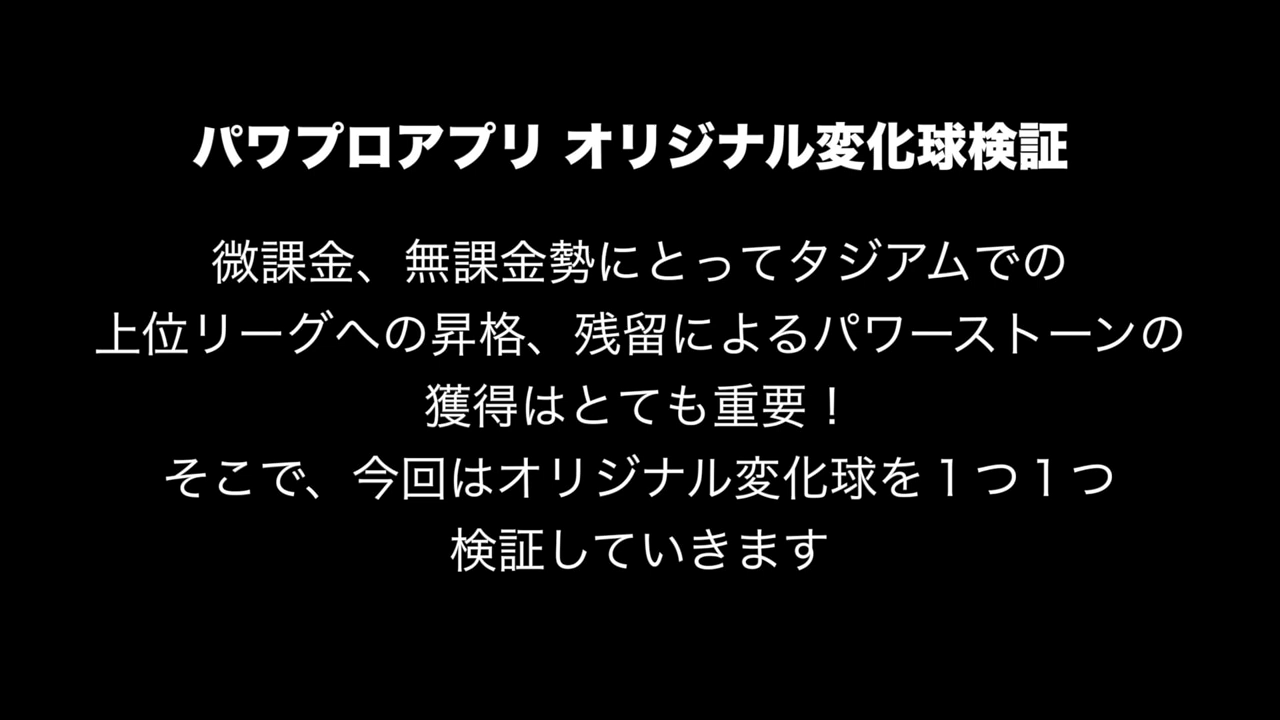 パワプロアプリ オリジナル変化球検証
微課金、無課金勢にとってタジアムでの
上位リーグへの昇格、残留によるパワーストーンの
獲得はとても重要！
そこで、今回はオリジナル変化球を１つ１つ
検証していきます